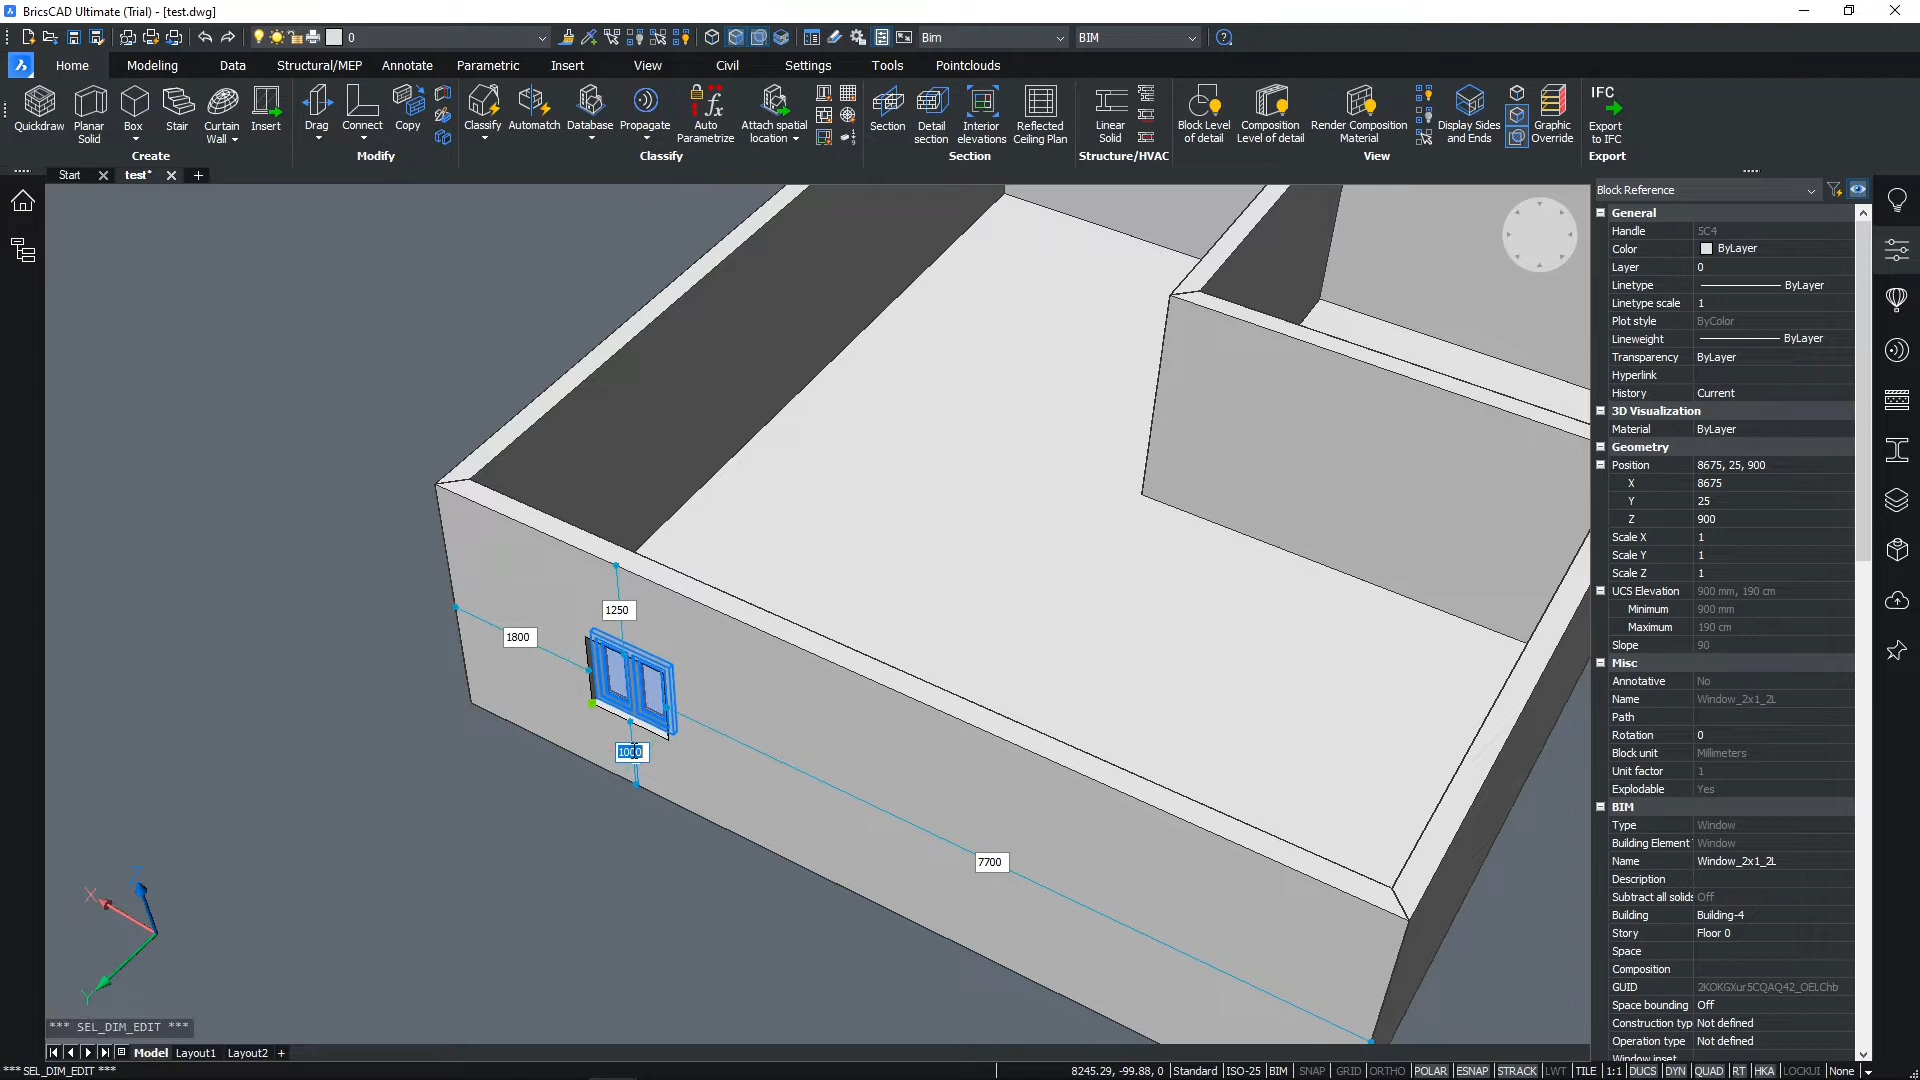 BricsCAD Ultimate (Trial) - [test.dwg]
0
Bim
BIM
Home
Modeling
Data
Structural/MEP
Annotate
Parametric
Insert
View
Civil
Settings
Tools
Pointclouds
Quickdraw
Planar Solid
Box
Stair
Curtain Wall
Insert
Create
Drag
Connect
Copy
Modify
Classify
Automatch
Database
Propagate
Auto Parametrize
Attach spatial location
Classify
Section
Detail section
Interior elevations
Reflected Ceiling Plan
Section
Linear Solid
Structure/HVAC
Block Level of detail
Composition Level of detail
Render Composition Material
Display Sides and Ends
Graphic Override
View
IFC
Export to IFC
Export
Start
test*
1250
1800
1000
7700
X
Z
Y
*** SEL_DIM_EDIT ***
Block Reference
General
Handle 5C4
Color ByLayer
Layer 0
Linetype ByLayer
Linetype scale 1
Plot style ByColor
Lineweight ByLayer
Transparency ByLayer
Hyperlink
History Current
3D Visualization
Material ByLayer
Geometry
Position 8675, 25, 900
X 8675
Y 25
Z 900
Scale X 1
Scale Y 1
Scale Z 1
UCS Elevation 900 mm, 190 cm
Minimum 900 mm
Maximum 190 cm
Slope 90
Misc
Annotative No
Name Window_2x1_2L
Path
Rotation 0
Block unit Millimeters
Unit factor 1
Explodable Yes
BIM
Type Window
Building Element Window
Name Window_2x1_2L
Description
Subtract all solids Off
Building Building-4
Story Floor 0
Space
Composition
GUID 2KOKGXur5CQAQ42_OELChb
Space bounding Off
Construction typ Not defined
Operation type Not defined
Window inset
Model Layout1 Layout2 +
*** SEL_DIM_EDIT ***
8245.29, -99.88, 0 Standard ISO-25 BIM SNAP GRID ORTHO POLAR ESNAP STRACK LWT TILE 1:1 DUCS DYN QUAD RT HKA LOCKUI None